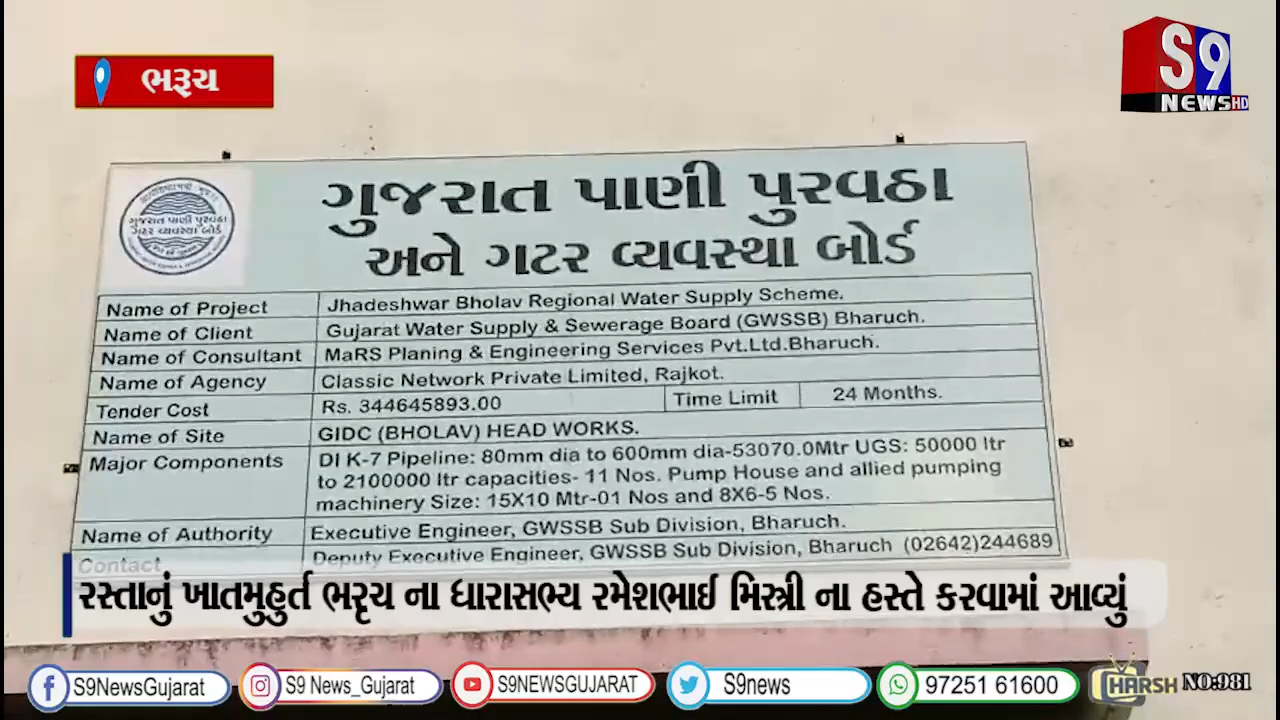 ભરૂચ
S9
NEWS HD
ગુજરાત પાણી પુરવઠા
ગટર વ્યવસ્થા બોર્ડ
ગુજરાત પાણી પુરવઠા
અને ગટર વ્યવસ્થા બોર્ડ
Name of Project Jhadeshwar Bholav Regional Water Supply Scheme.
Name of Client Gujarat Water Supply & Sewerage Board (GWSSB) Bharuch.
Name of Consultant MaRS Planing & Engineering Services Pvt.Ltd.Bharuch.
Name of Agency Classic Network Private Limited, Rajkot.
Tender Cost Rs. 344645893.00 Time Limit 24 Months.
Name of Site GIDC (BHOLAV) HEAD WORKS.
Major Components DI K-7 Pipeline: 80mm dia to 600mm dia-53070.0Mtr UGS: 50000 ltr
to 2100000 ltr capacities- 11 Nos. Pump House and allied pumping
machinery Size: 15X10 Mtr-01 Nos and 8X6-5 Nos.
Name of Authority Executive Engineer, GWSSB Sub Division, Bharuch.
Contact Deputy Executive Engineer, GWSSB Sub Division, Bharuch (02642)244689
રસ્તાનું ખાતમુહુર્ત ભરૃચ ના ધારાસભ્ય રમેશભાઈ મિસ્ત્રી ના હસ્તે કરવામાં આવ્યું
S9NewsGujarat S9 News_Gujarat S9NEWSGUJARAT S9news 97251 61600 HARSH NO:981